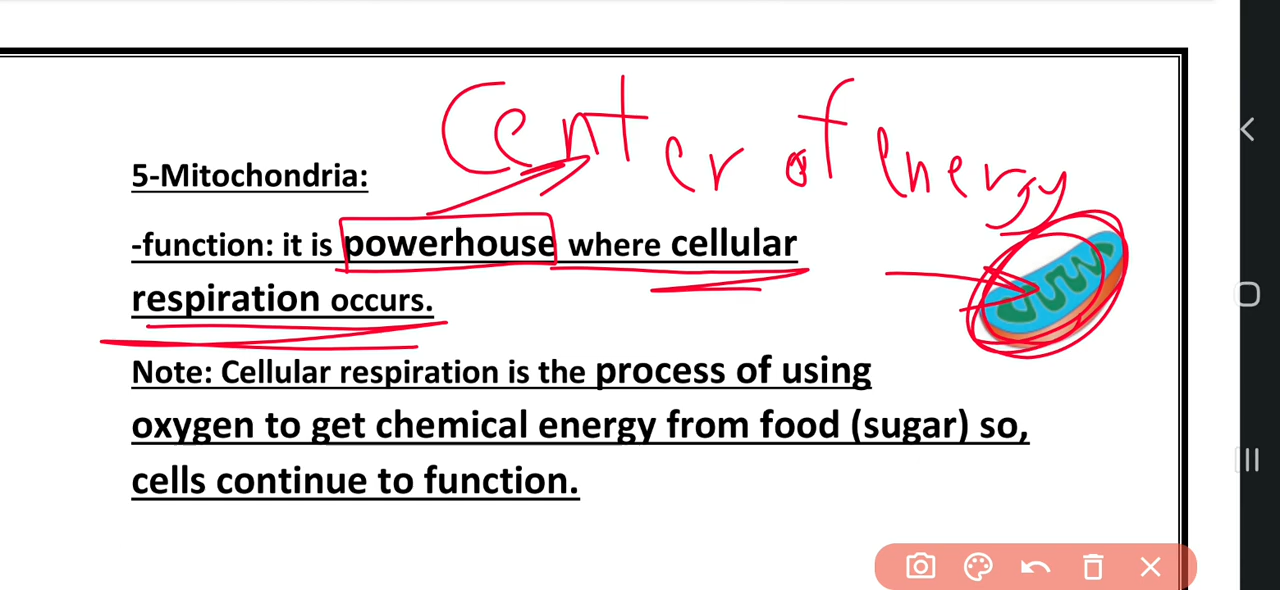 Center of energy
5-Mitochondria:
-function: it is powerhouse where cellular
respiration occurs.
Note: Cellular respiration is the process of using
oxygen to get chemical energy from food (sugar) so,
cells continue to function.